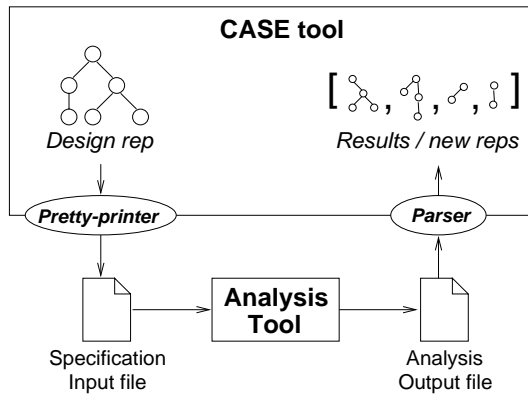 CASE tool
[ , , , ]
Design rep
Results / new reps
Pretty-printer
Parser
Analysis
Tool
Specification
Input file
Analysis
Output file